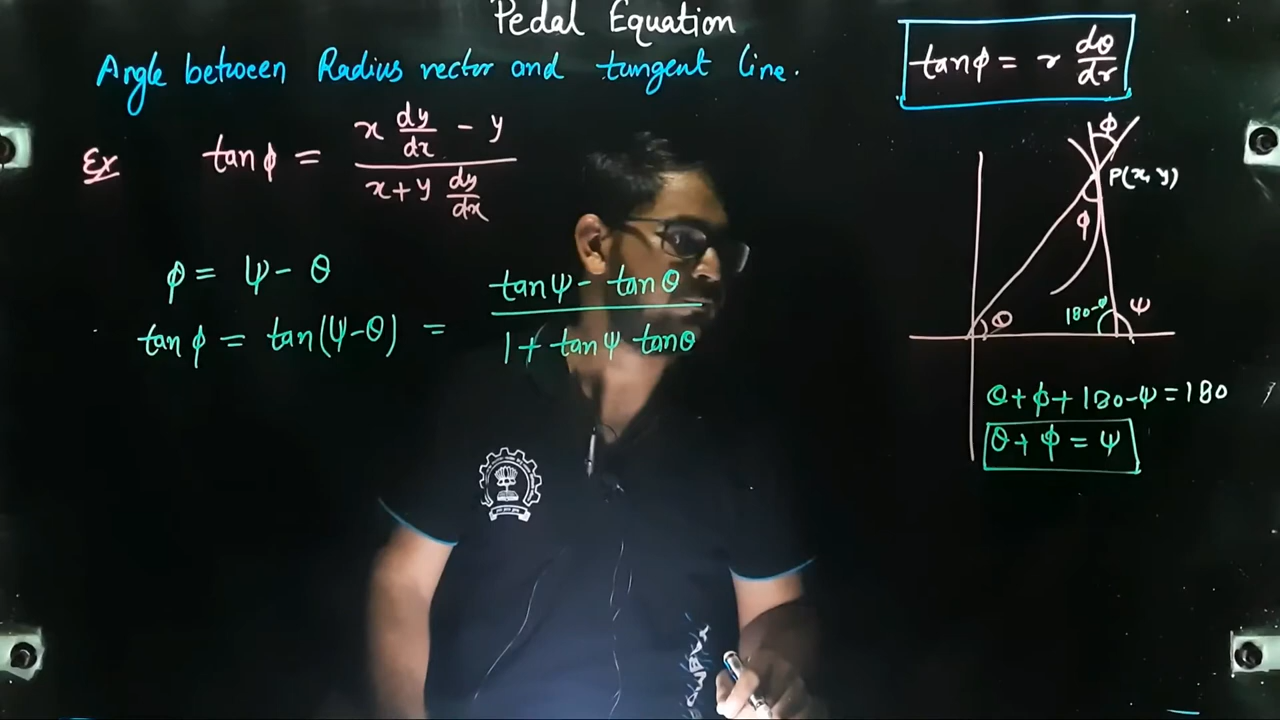 Pedal Equation
Angle between Radius vector and tangent line.
tanϕ = r dθ/dr
Ex tanϕ = (x dy/dx - y)/(x+y dy/dx)
ϕ = ψ - θ
tanϕ = tan(ψ-θ) = (tanψ - tanθ)/(1+ tanψ tanθ)
ϕ
P(x, y)
ϕ
θ
180-ψ
ψ
θ+ϕ+180-ψ=180
θ+ϕ = ψ